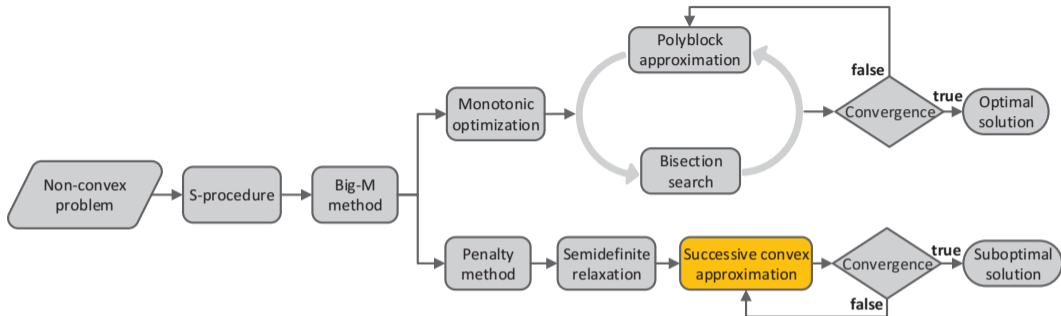 Non-convex
problem
S-procedure
Big-M
method
Monotonic
optimization
Polyblock
approximation
Bisection
search
false
Convergence
true
Optimal
solution
Penalty
method
Semidefinite
relaxation
Successive convex
approximation
Convergence
true
false
Suboptimal
solution